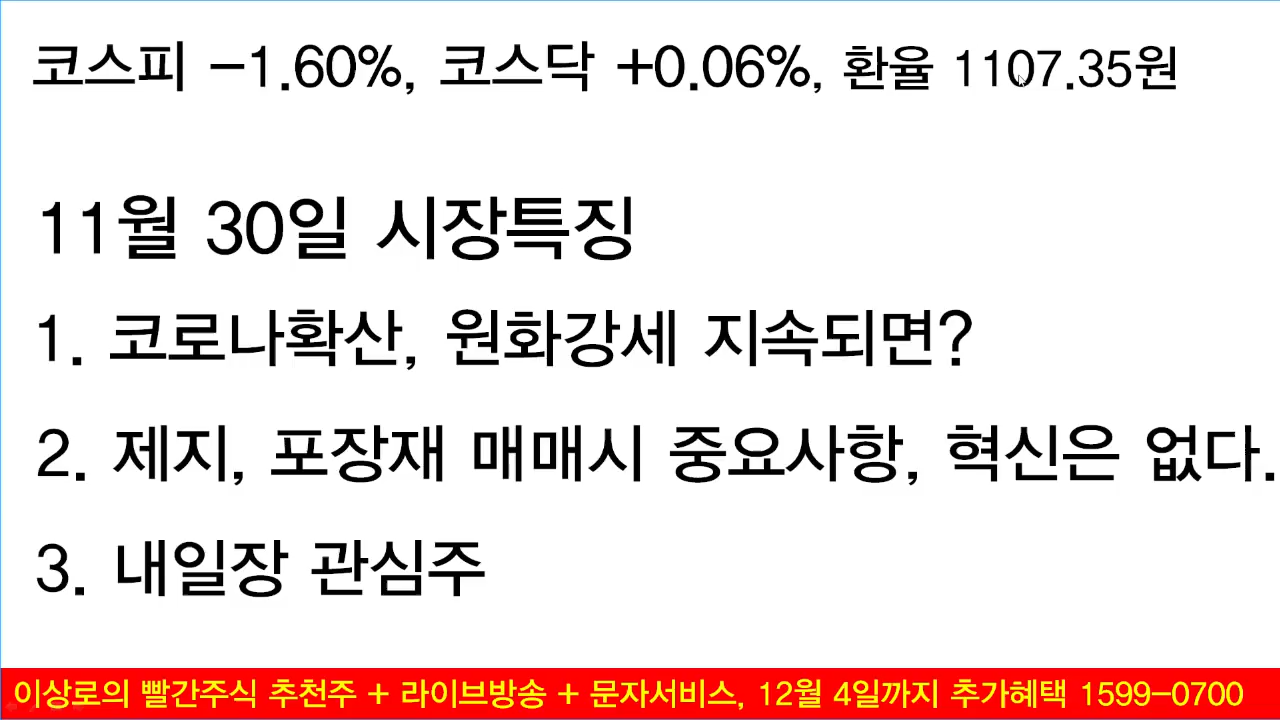 코스피 -1.60%, 코스닥 +0.06%, 환율 1107.35원
11월 30일 시장특징
1. 코로나확산, 원화강세 지속되면?
2. 제지, 포장재 매매시 중요사항, 혁신은 없다.
3. 내일장 관심주
이상로의 빨간주식 추천주 + 라이브방송 + 문자서비스, 12월 4일까지 추가혜택 1599-0700